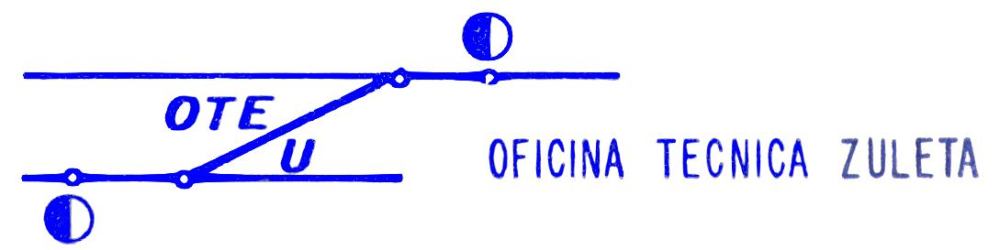 OTE
U
OFICINA TECNICA ZULETA